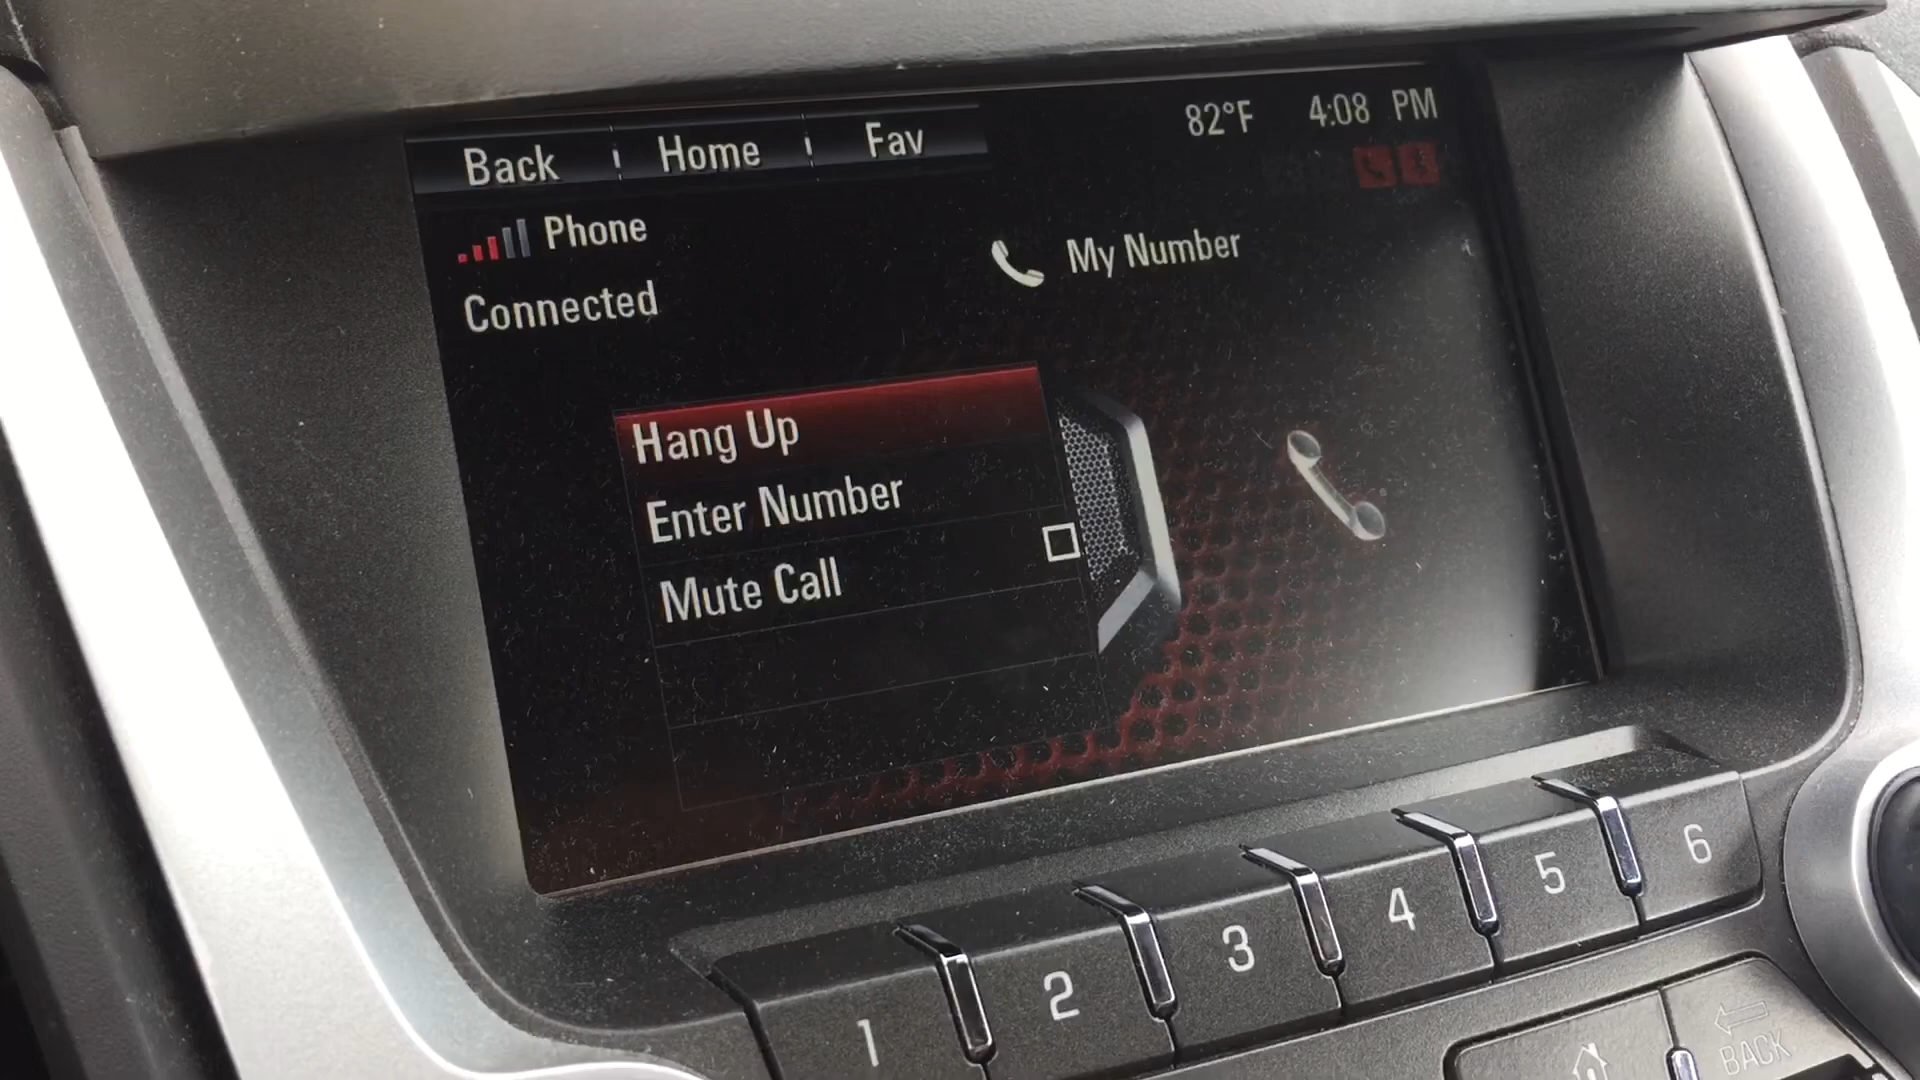 Back Home Fav 82°F 4:08 PM
Phone
My Number
Connected
Hang Up
Enter Number
Mute Call
1 2 3 4 5 6
BACK